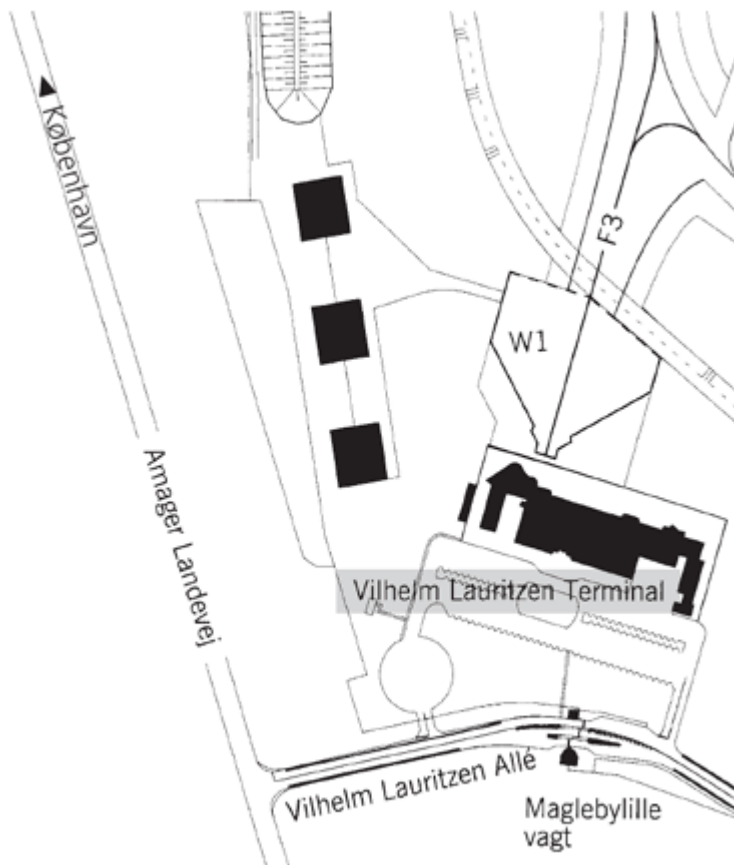 København
F3
W1
Amager Landevej
Vilhelm Lauritzen Terminal
Vilhelm Lauritzen Allé
Maglebylille
vagt